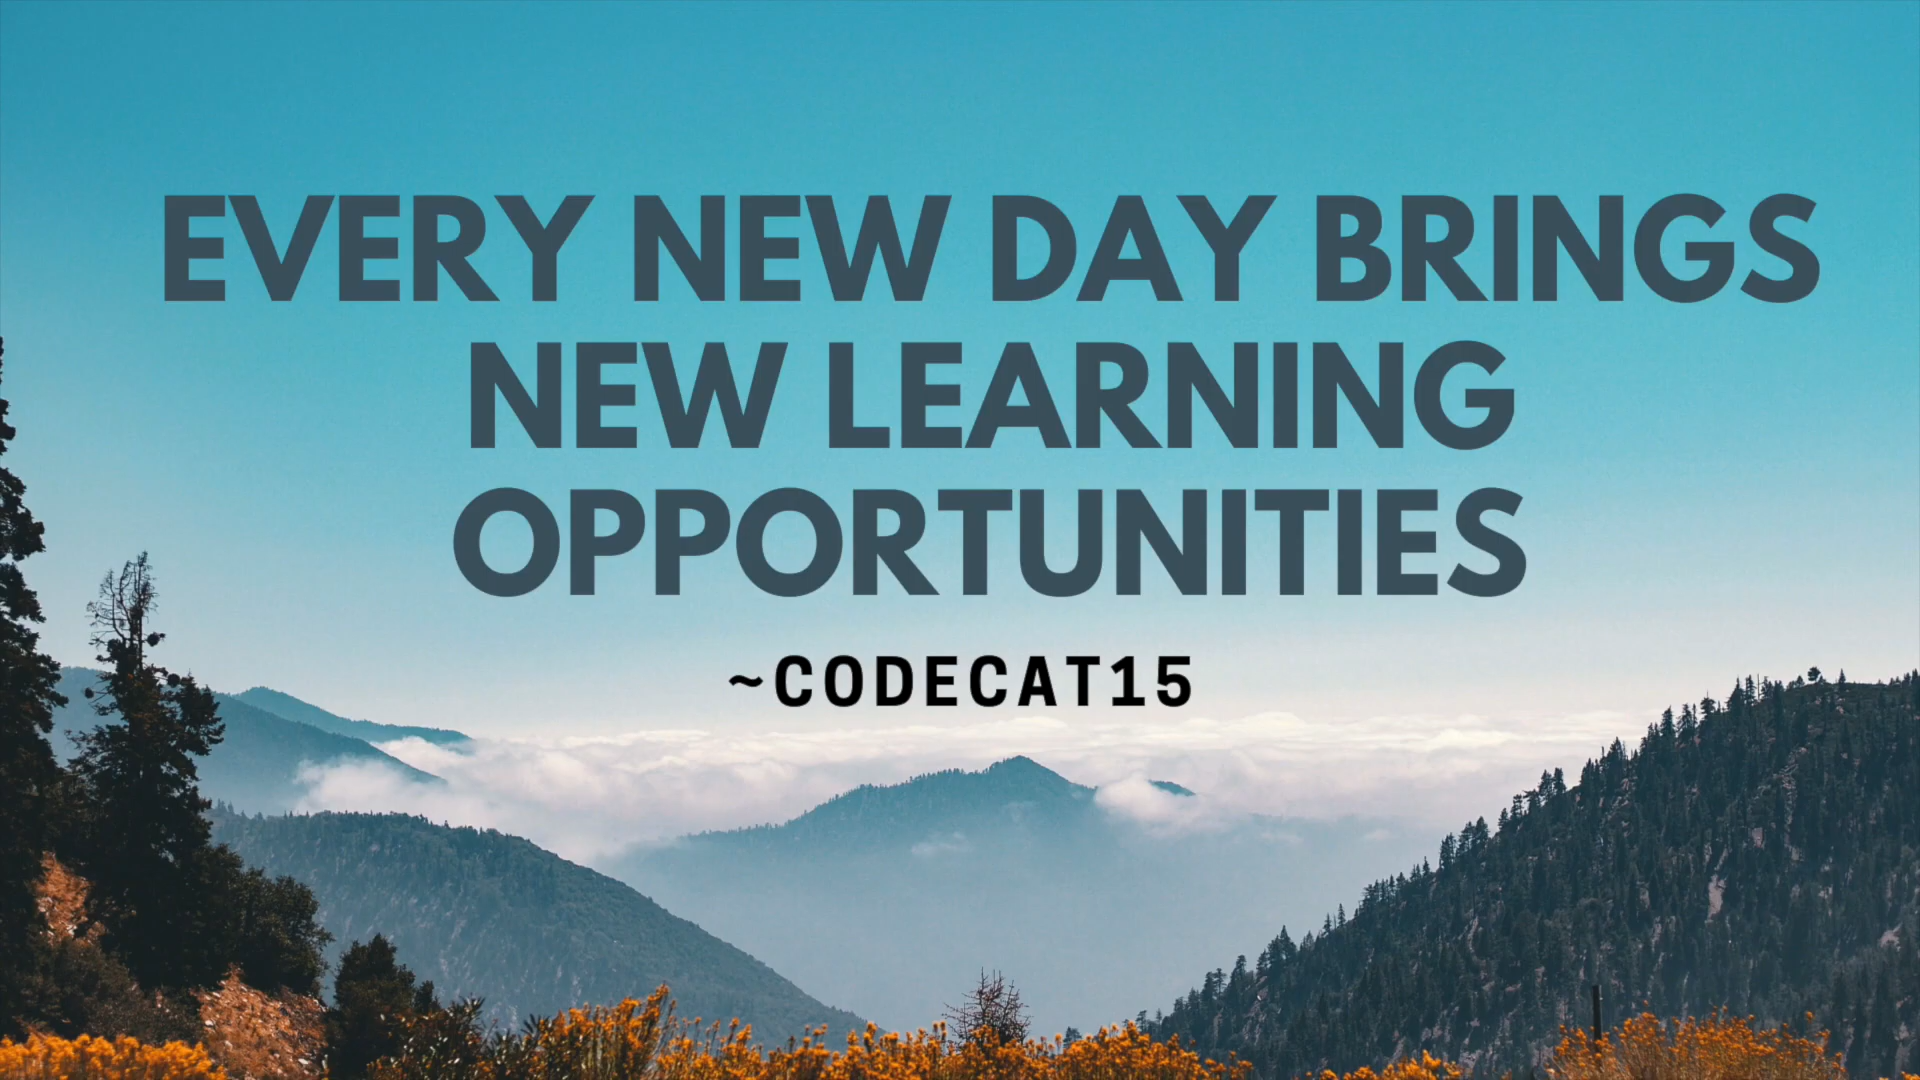 EVERY NEW DAY BRINGS
NEW LEARNING
OPPORTUNITIES
~CODECAT15